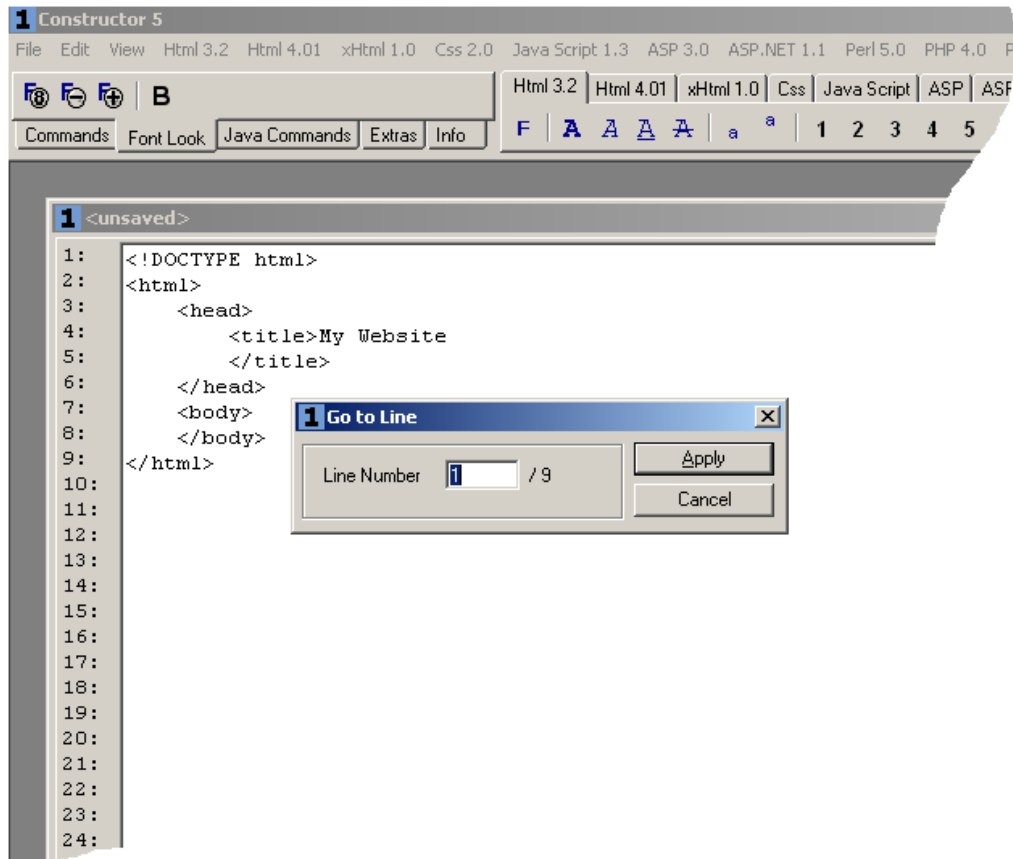 1 Constructor 5
File Edit View Html 3.2 Html 4.01 xHtml 1.0 Css 2.0 Java Script 1.3 ASP 3.0 ASP.NET 1.1 Perl 5.0 PHP 4.0
F8 F F B
Html 3.2 Html 4.01 xHtml 1.0 Css Java Script ASP ASP
Commands Font Look Java Commands Extras Info
F A A A A a a 1 2 3 4 5
1 <unsaved>
1: <!DOCTYPE html>
2: <html>
3: <head>
4: <title>My Website
5: </title>
6: </head>
7: <body>
8: </body>
9: </html>
10:
11:
12:
13:
14:
15:
16:
17:
18:
19:
20:
21:
22:
23:
24:
1 Go to Line
Line Number 1 / 9
Apply
Cancel